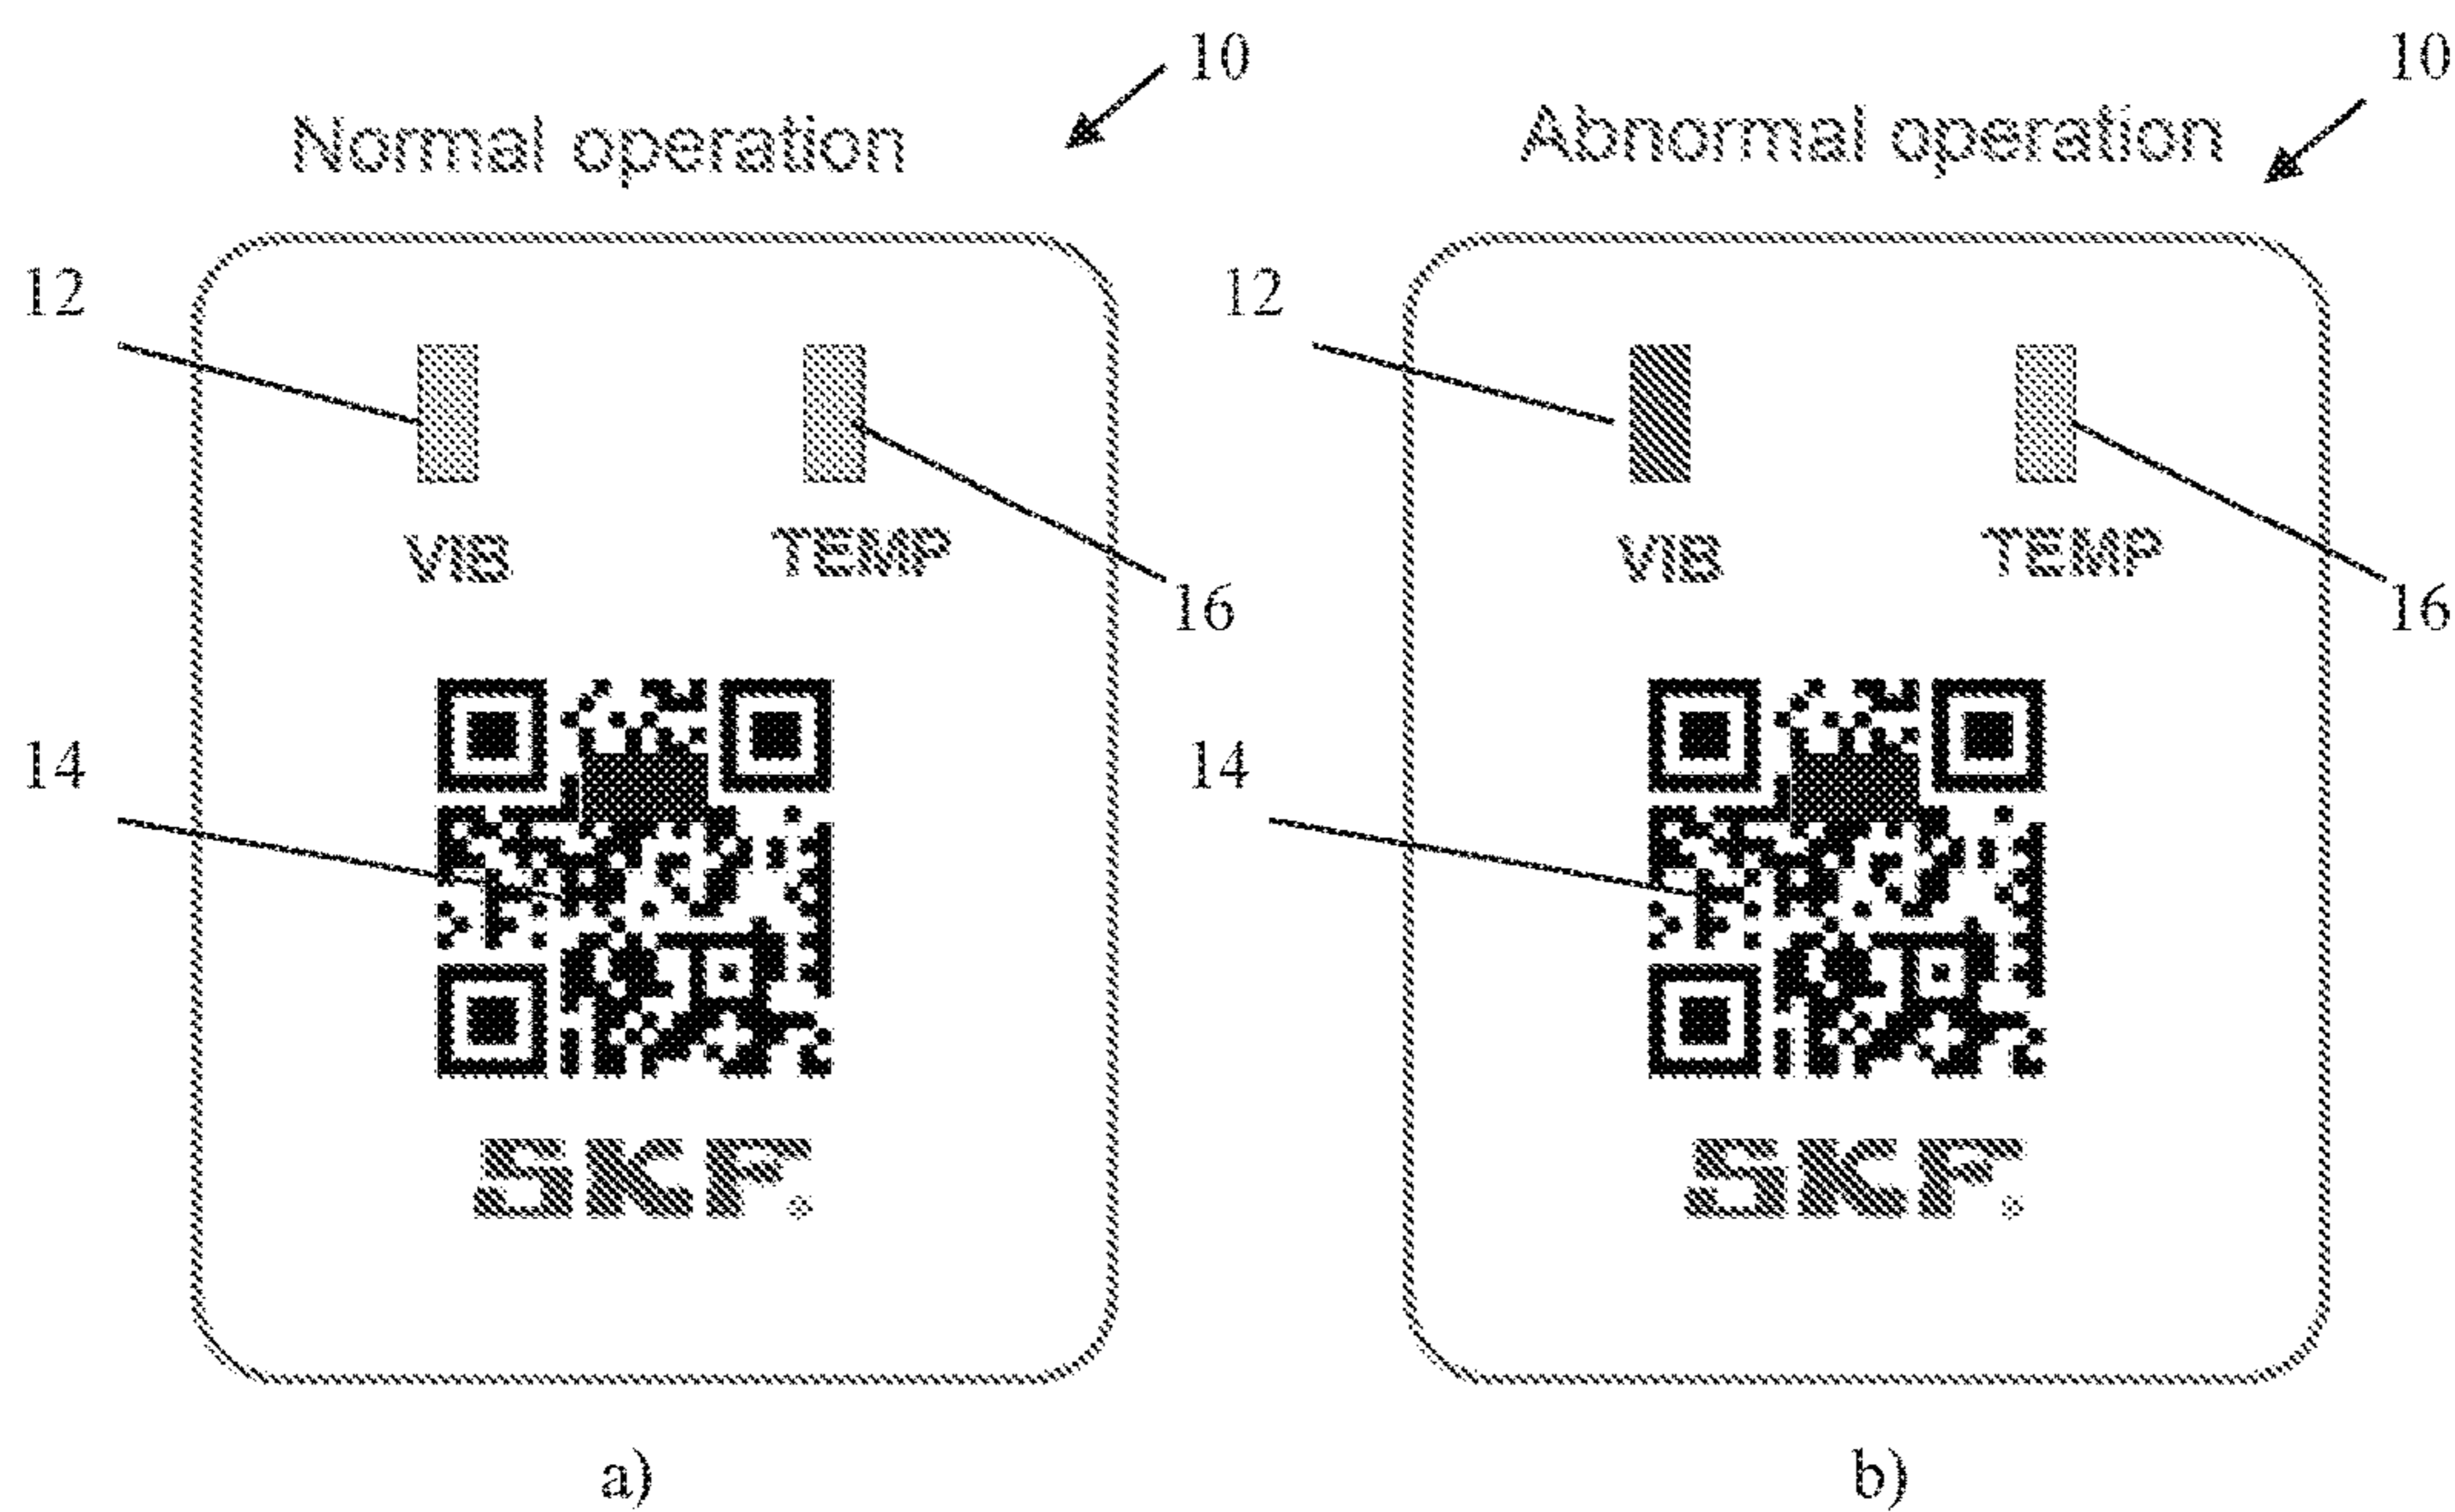 10 10
Normal operation Abnormal operation
12 12
VIB TEMP VIB TEMP
16 16
14 14
SKF. SKF.
a) b)